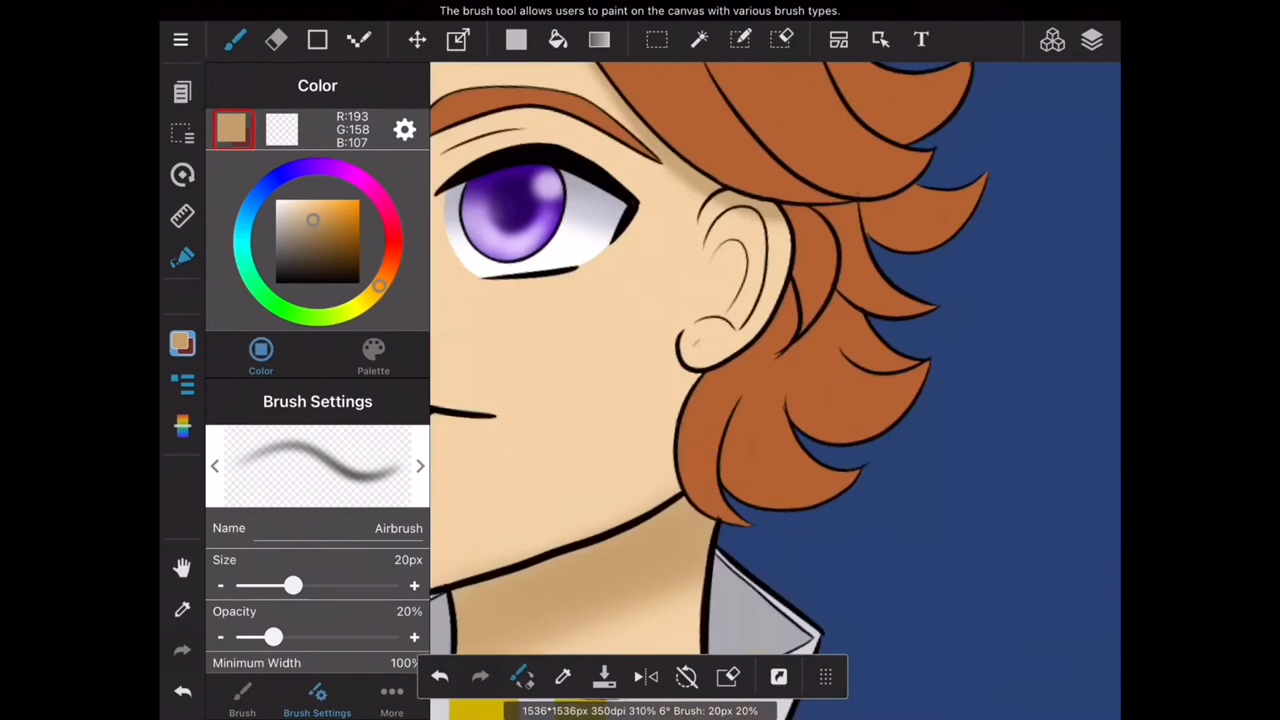 The brush tool allows users to paint on the canvas with various brush types.
T
Color
R:193
G:158
B:107
Color
Palette
Brush Settings
Name Airbrush
Size 20px
- +
Opacity 20%
- +
Minimum Width 100%
Brush
Brush Settings
More
1536*1536px 350dpi 310% 6° Brush: 20px 20%